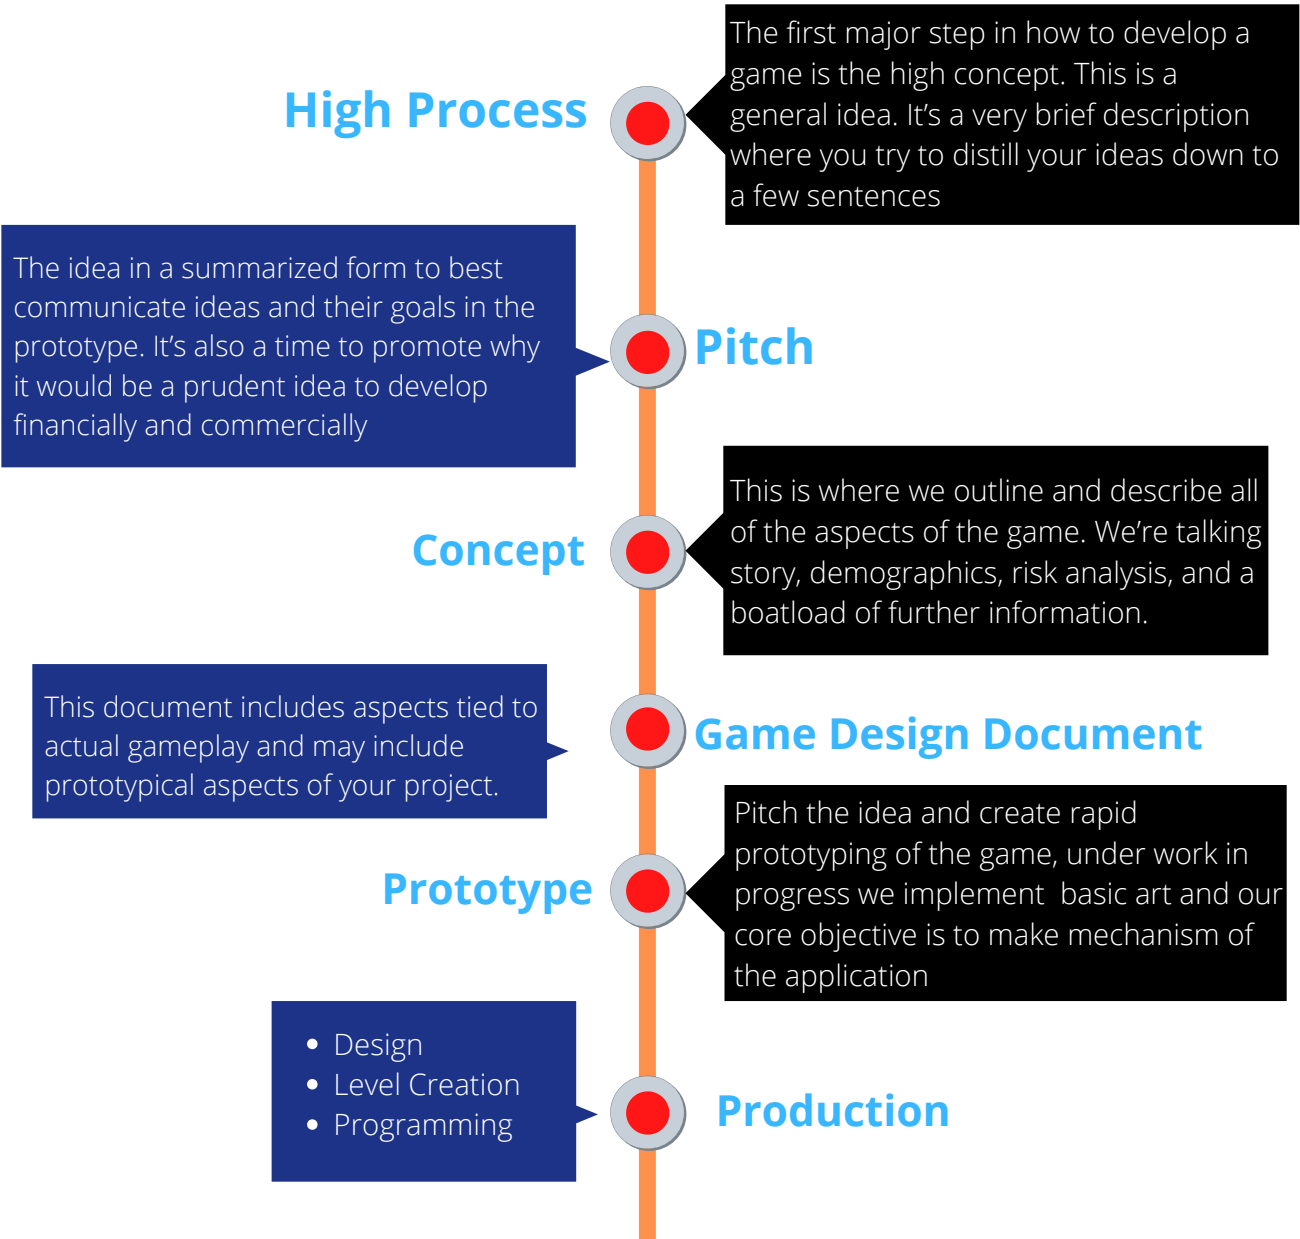 High Process
The first major step in how to develop a
game is the high concept. This is a
general idea. It’s a very brief description
where you try to distill your ideas down to
a few sentences
The idea in a summarized form to best
communicate ideas and their goals in the
prototype. It’s also a time to promote why
it would be a prudent idea to develop
financially and commercially
Pitch
Concept
This is where we outline and describe all
of the aspects of the game. We’re talking
story, demographics, risk analysis, and a
boatload of further information.
This document includes aspects tied to
actual gameplay and may include
prototypical aspects of your project.
Game Design Document
Prototype
Pitch the idea and create rapid
prototyping of the game, under work in
progress we implement  basic art and our
core objective is to make mechanism of
the application
• Design
• Level Creation
• Programming
Production